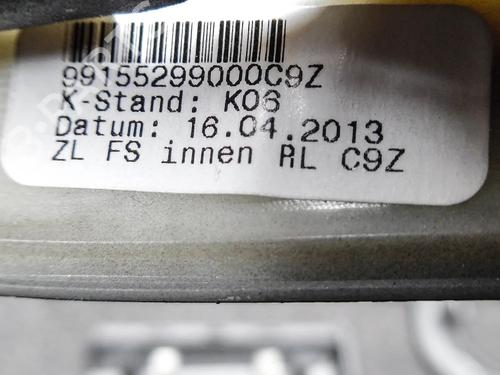 99155299000C9Z
K-Stand: K06
Datum: 16.04.2013
ZL FS innen RL C9Z